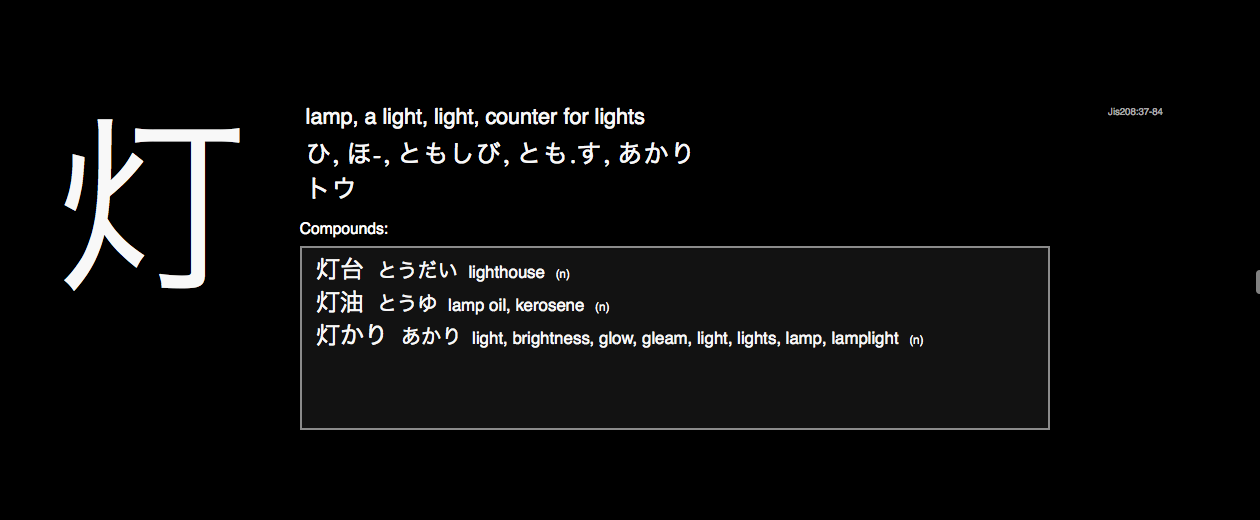 灯
lamp, a light, light, counter for lights
Jis208:37-84
ひ, ほ-, ともしび, とも.す, あかり
トウ
Compounds:
灯台 とうだい lighthouse (n)
灯油 とうゆ lamp oil, kerosene (n)
灯かり あかり light, brightness, glow, gleam, light, lights, lamp, lamplight (n)